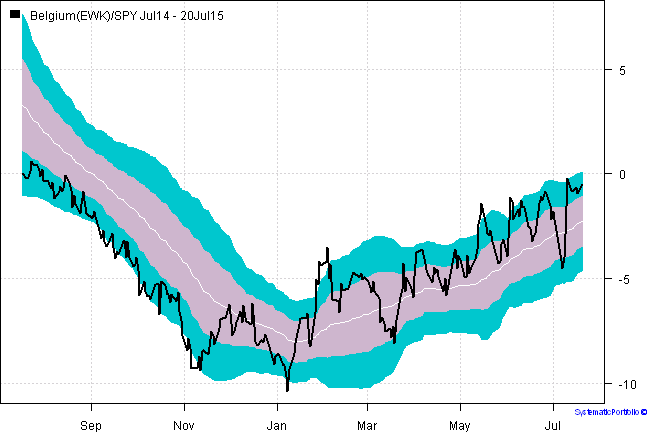 Belgium(EWK)/SPY Jul14 - 20Jul15
5
0
-5
-10
Sep Nov Jan Mar May Jul
SystematicPortfolio ©